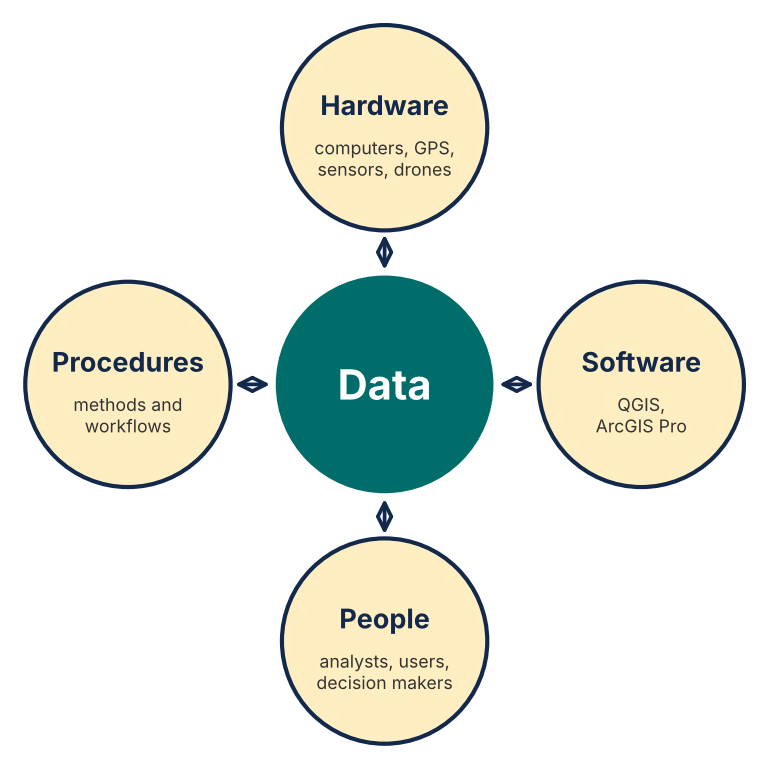 Hardware
computers, GPS,
sensors, drones
Procedures
methods and
workflows
Data
Software
QGIS,
ArcGIS Pro
People
analysts, users,
decision makers